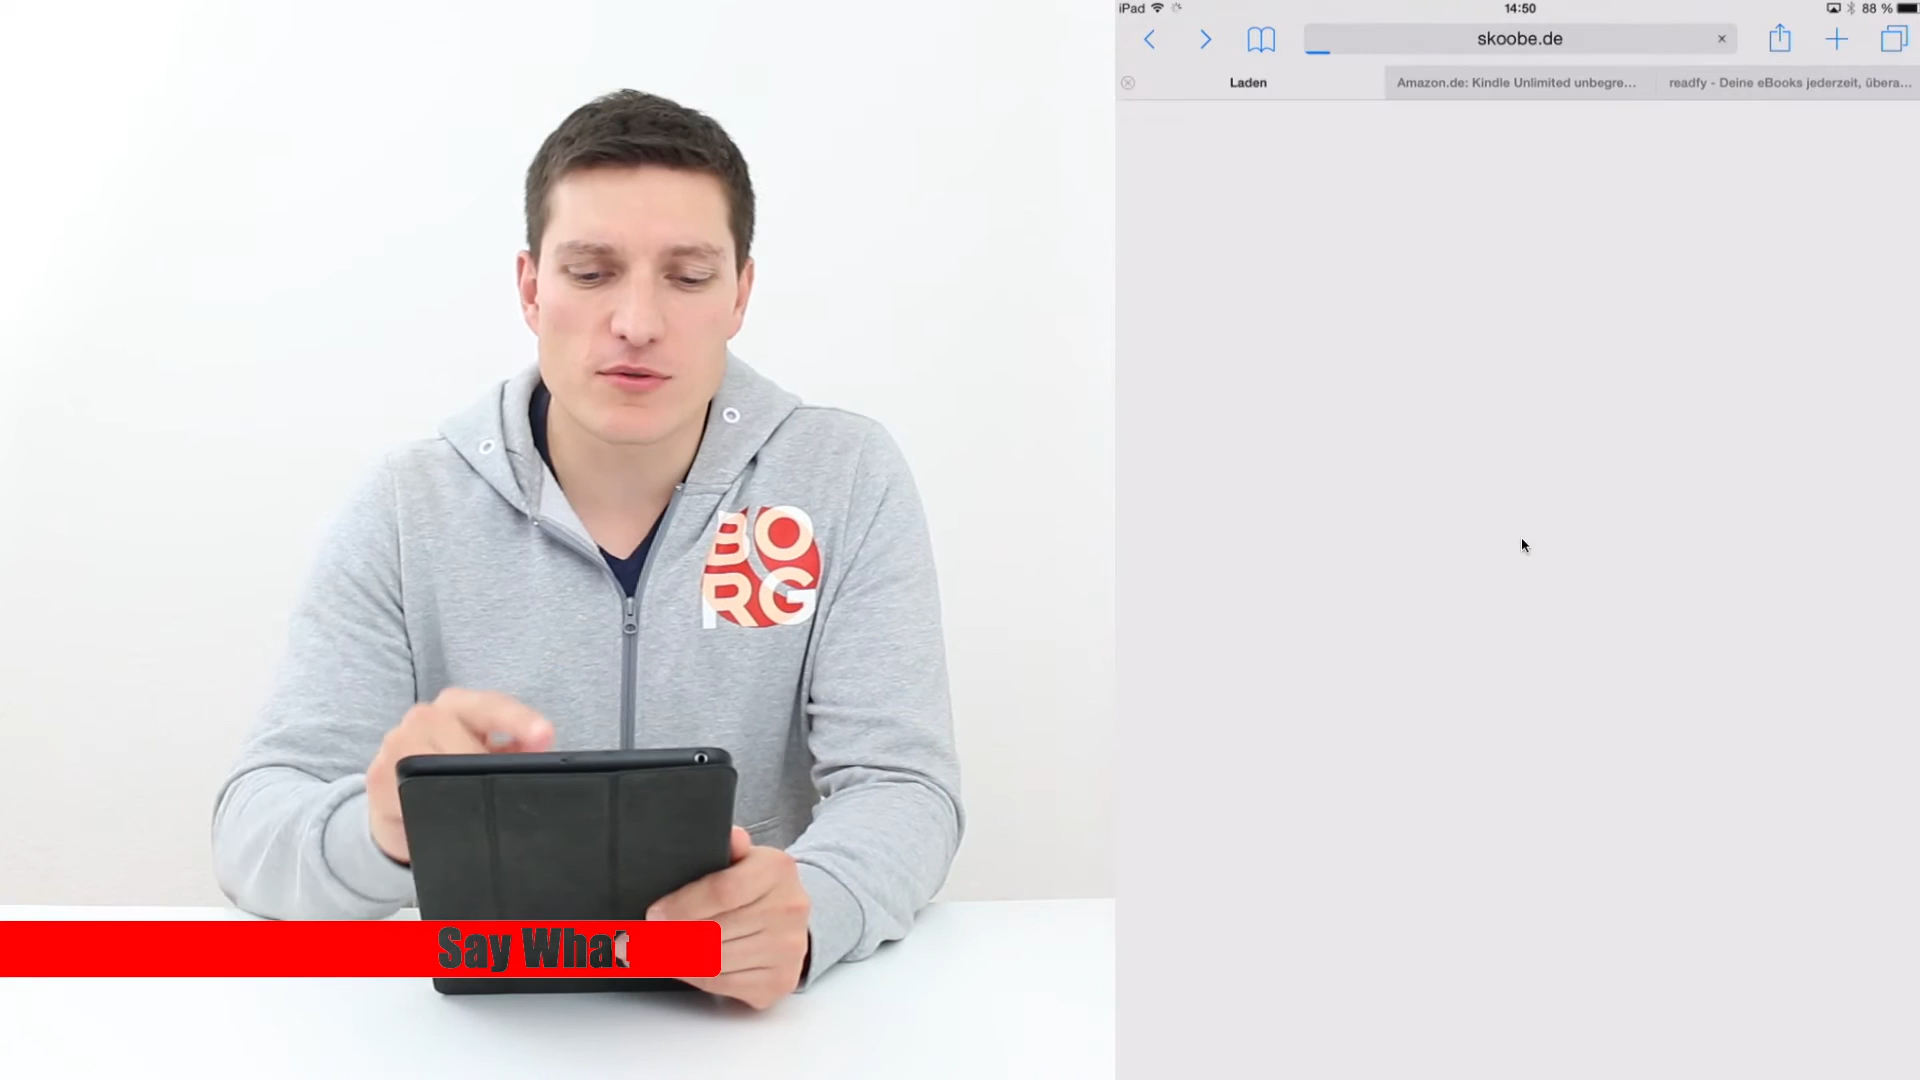 iPad 14:50 88 %
skoobe.de
Laden Amazon.de: Kindle Unlimited unbegre... readfy - Deine eBooks jederzeit, übera...
BO
RG
Say What